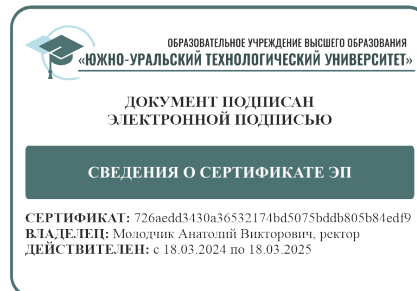 ОБРАЗОВАТЕЛЬНОЕ УЧРЕЖДЕНИЕ ВЫСШЕГО ОБРАЗОВАНИЯ
«ЮЖНО-УРАЛЬСКИЙ ТЕХНОЛОГИЧЕСКИЙ УНИВЕРСИТЕТ»
ДОКУМЕНТ ПОДПИСАН
ЭЛЕКТРОННОЙ ПОДПИСЬЮ
СВЕДЕНИЯ О СЕРТИФИКАТЕ ЭП
СЕРТИФИКАТ: 726aedd3430a36532174bd5075bddb805b84edf9
ВЛАДЕЛЕЦ: Молодчик Анатолий Викторович, ректор
ДЕЙСТВИТЕЛЕН: с 18.03.2024 по 18.03.2025